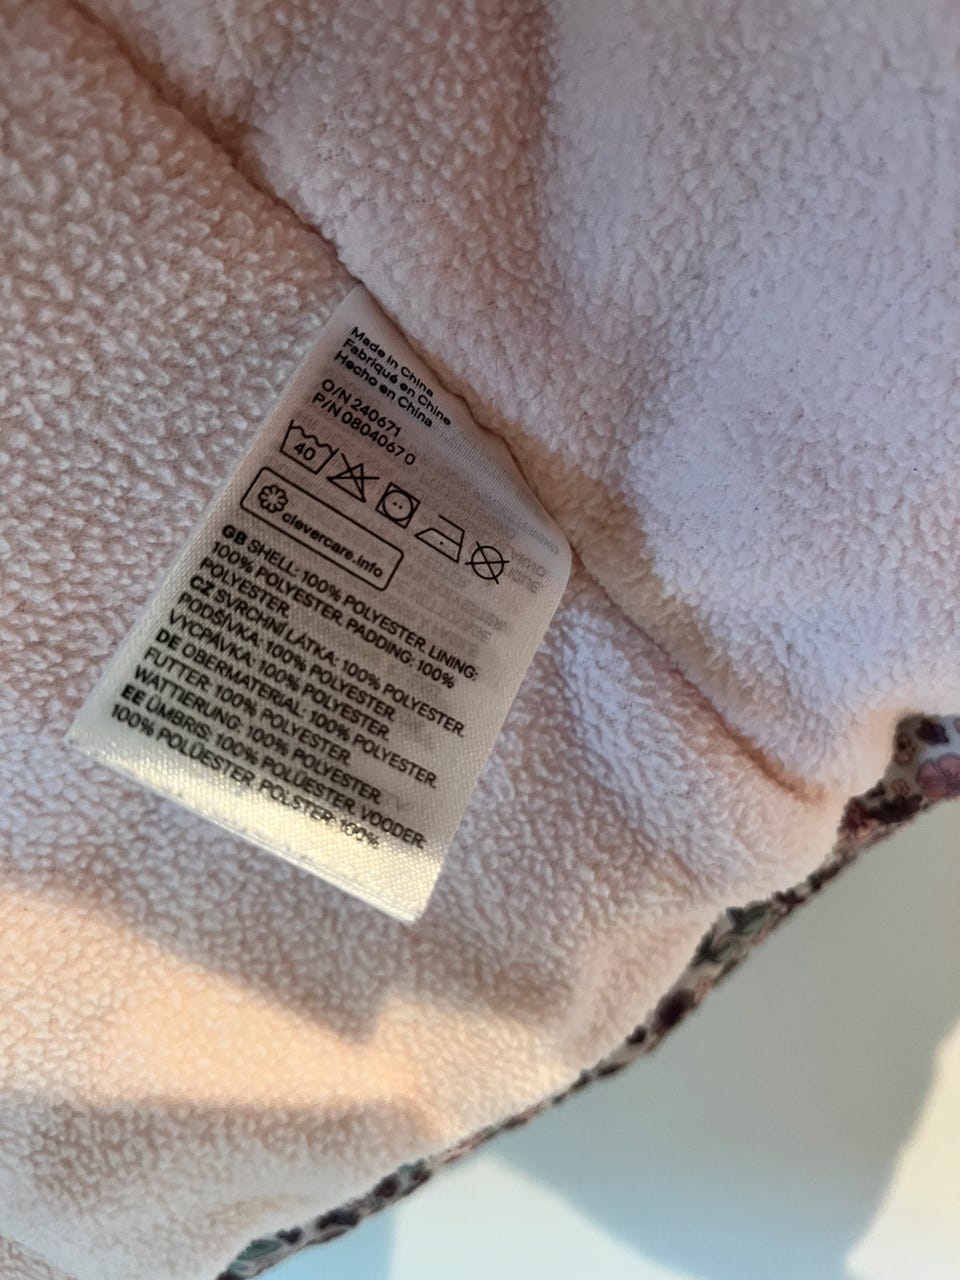 Made in China
Fabriqué en Chine
Hecho en China
O/N 240671
P/N 0804067 0
40
clevercare.info
GB SHELL: 100% POLYESTER. LINING:
100% POLYESTER. PADDING: 100%
POLYESTER.
CZ SVRCHNÍ LÁTKA: 100% POLYESTER.
PODŠÍVKA: 100% POLYESTER.
VYCPÁVKA: 100% POLYESTER.
DE OBERMATERIAL: 100% POLYESTER.
FUTTER: 100% POLYESTER.
WATTIERUNG: 100% POLYESTER.
EE ÜMBRIS: 100% POLÜESTER. VOODER:
100% POLÜESTER. POLSTER: 100%